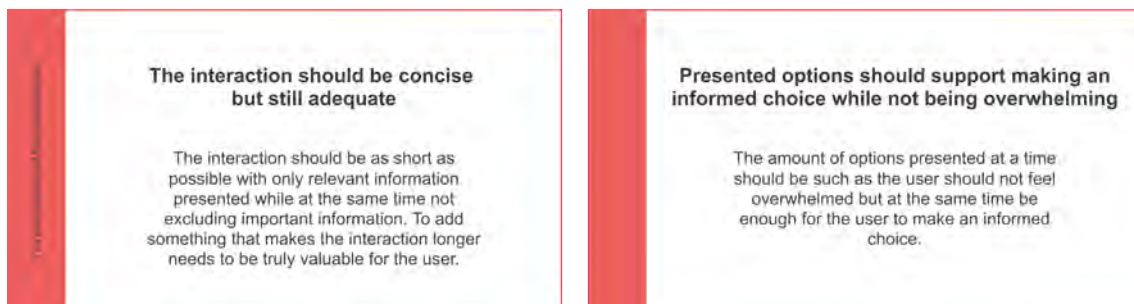 The interaction should be concise
but still adequate
The interaction should be as short as
possible with only relevant information
presented while at the same time not
excluding important information. To add
something that makes the interaction longer
needs to be truly valuable for the user.
Presented options should support making an
informed choice while not being overwhelming
The amount of options presented at a time
should be such as the user should not feel
overwhelmed but at the same time be
enough for the user to make an informed
choice.